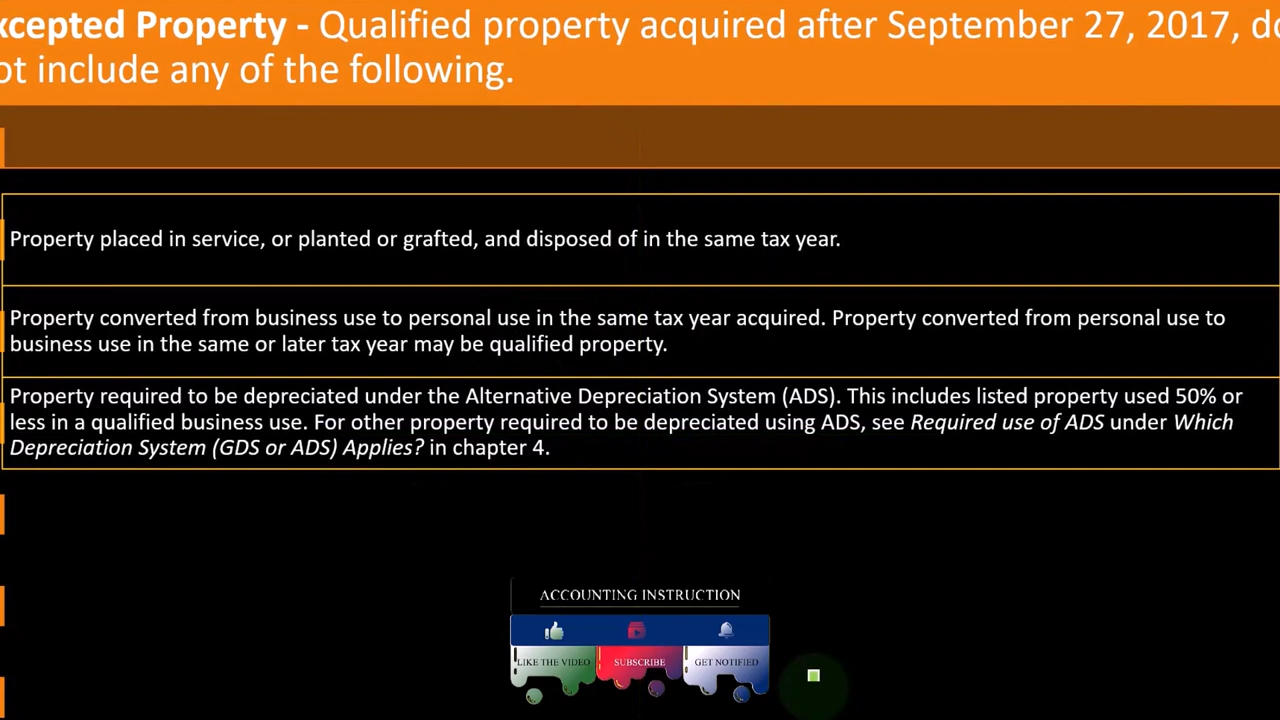 xcepted Property - Qualified property acquired after September 27, 2017, do
ot include any of the following.
Property placed in service, or planted or grafted, and disposed of in the same tax year.
Property converted from business use to personal use in the same tax year acquired. Property converted from personal use to
business use in the same or later tax year may be qualified property.
Property required to be depreciated under the Alternative Depreciation System (ADS). This includes listed property used 50% or
less in a qualified business use. For other property required to be depreciated using ADS, see Required use of ADS under Which
Depreciation System (GDS or ADS) Applies? in chapter 4.
ACCOUNTING INSTRUCTION
LIKE THE VIDEO SUBSCRIBE GET NOTIFIED